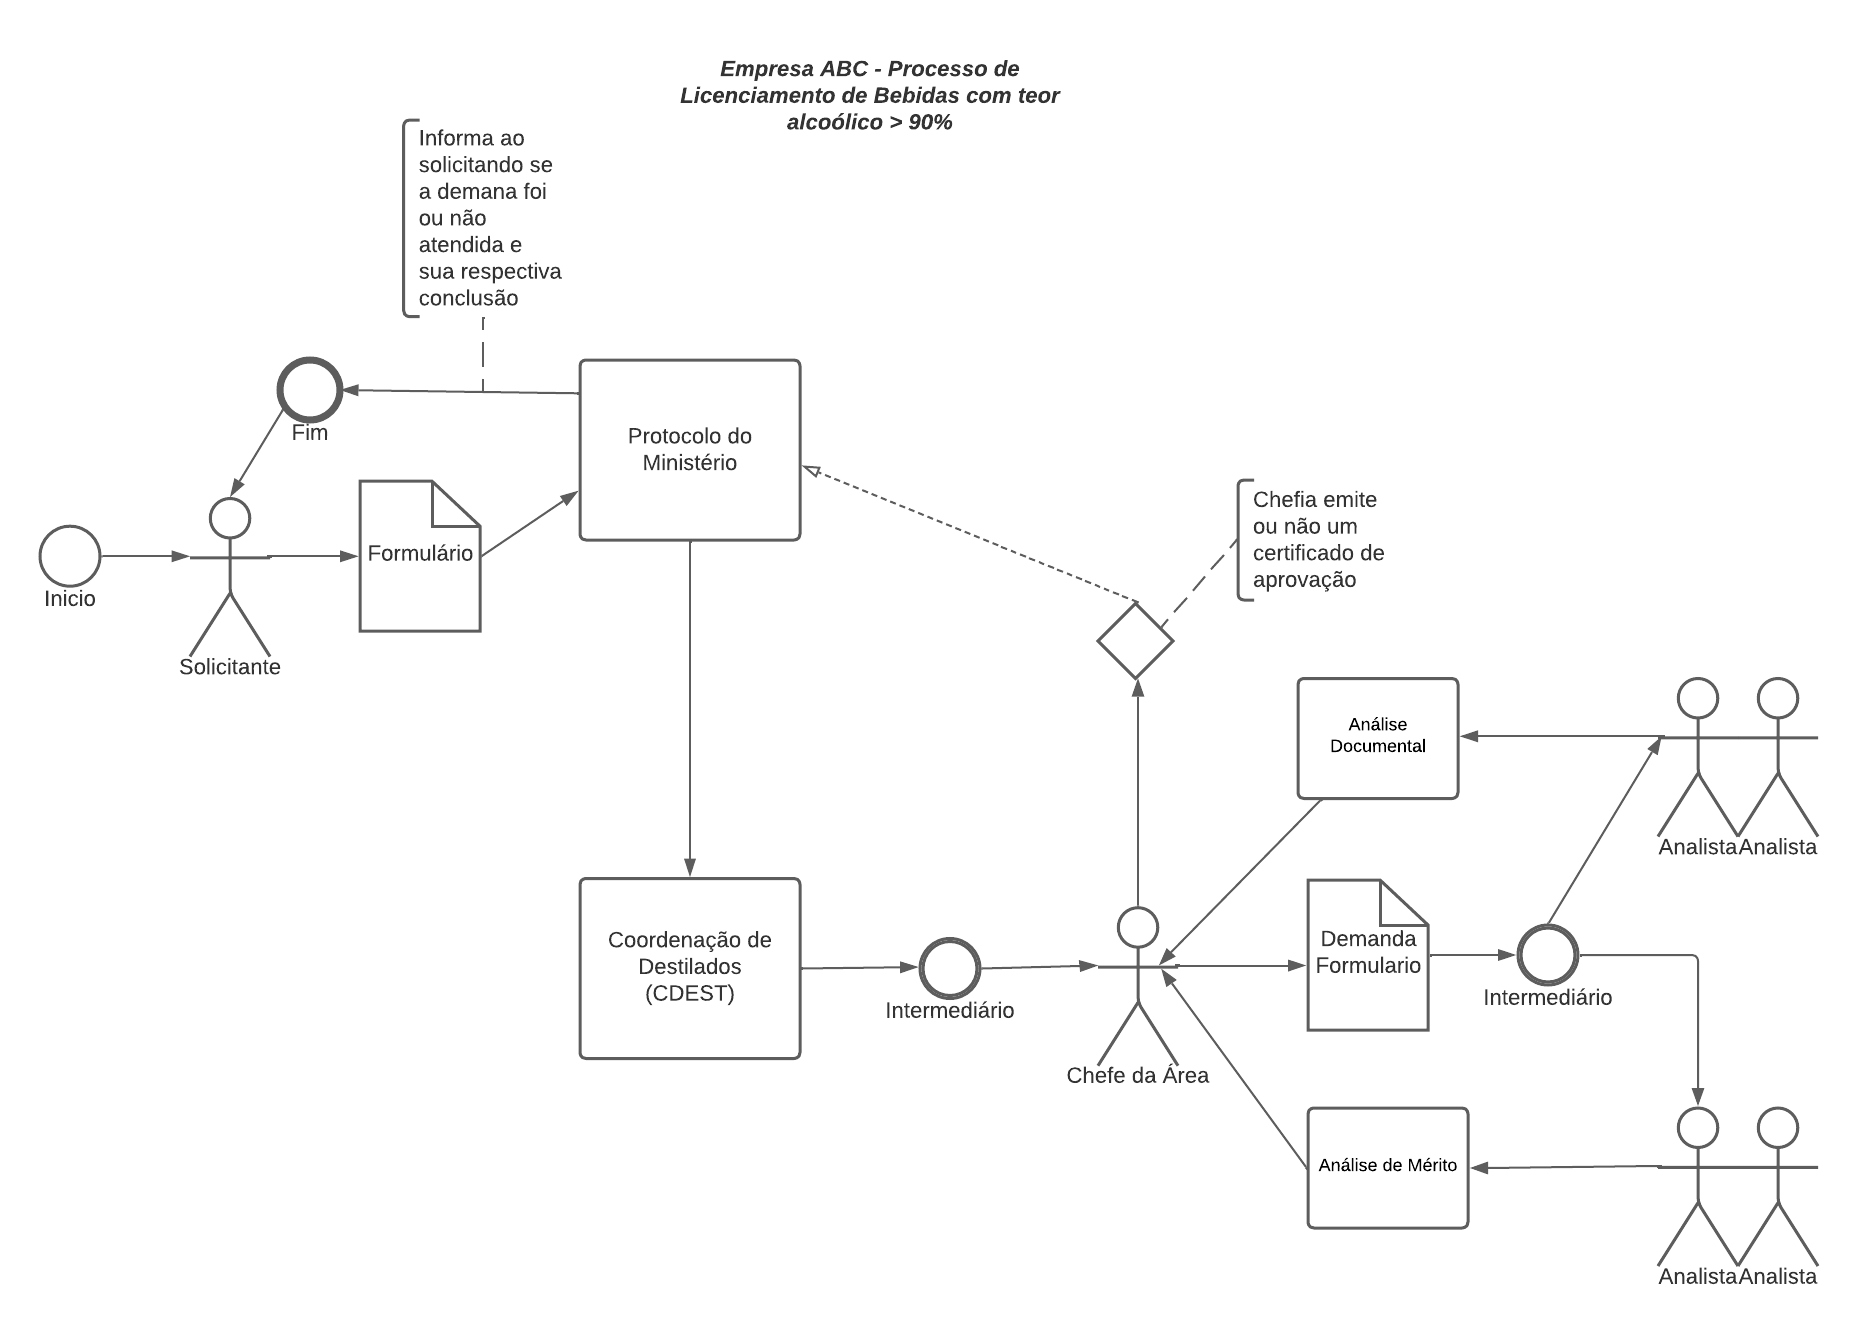 Empresa ABC - Processo de
Licenciamento de Bebidas com teor
alcoólico > 90%
Informa ao
solicitando se
a demana foi
ou não
atendida e
sua respectiva
conclusão
Fim
Protocolo do
Ministério
Formulário
Inicio
Solicitante
Chefia emite
ou não um
certificado de
aprovação
Análise
Documental
Analista
Analista
Coordenação de
Destilados
(CDEST)
Intermediário
Chefe da Área
Demanda
Formulario
Intermediário
Análise de Mérito
Analista
Analista